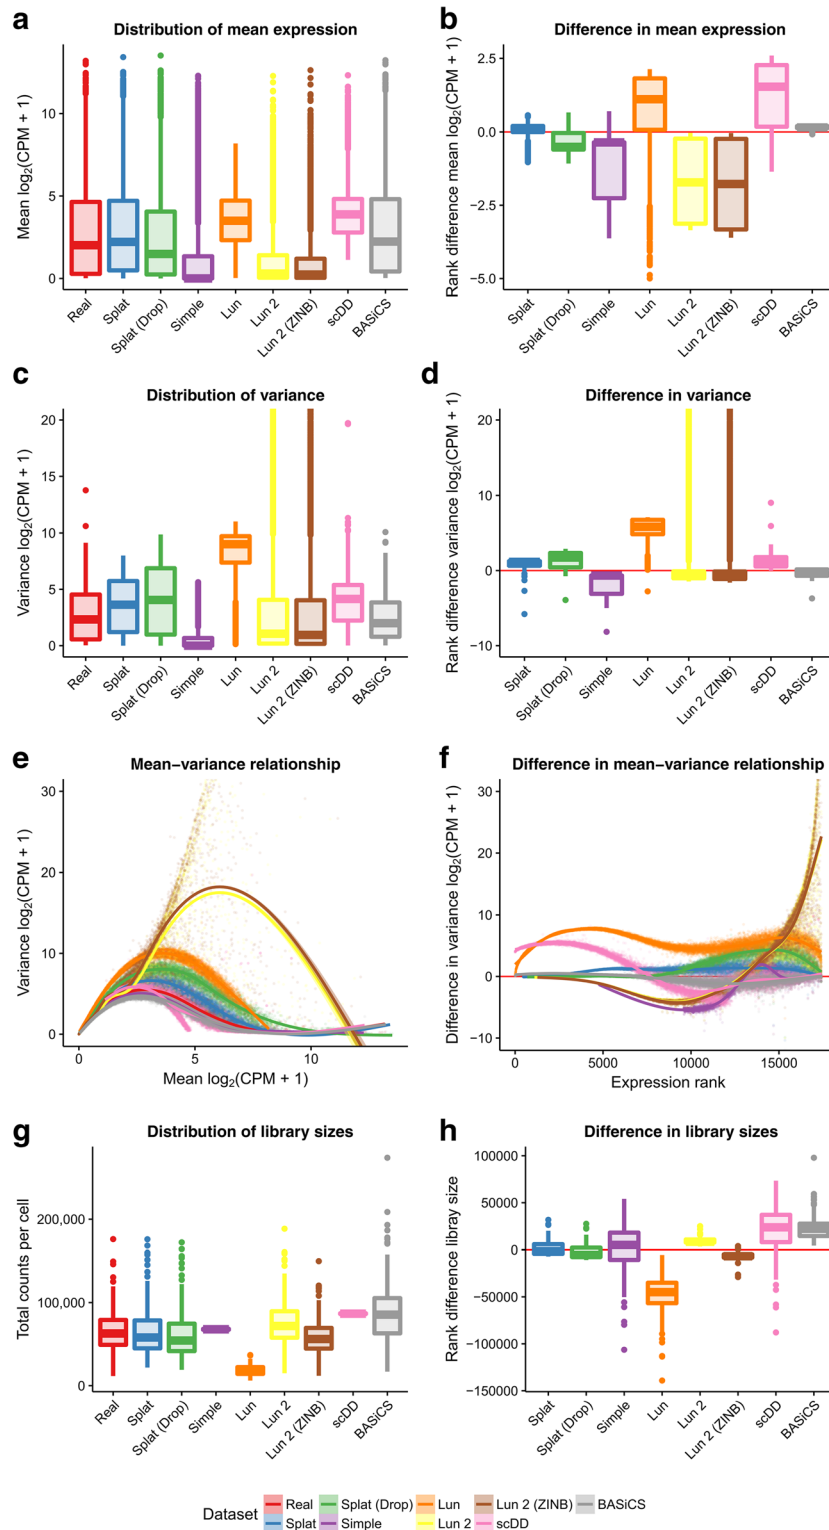 a
Distribution of mean expression
Mean log2(CPM + 1)
10
5
0
Real
Splat
Splat (Drop)
Simple
Lun
Lun 2
Lun 2 (ZINB)
scDD
BASiCS
b
Difference in mean expression
Rank difference mean log2(CPM + 1)
2.5
0.0
−2.5
−5.0
Splat
Splat (Drop)
Simple
Lun
Lun 2
Lun 2 (ZINB)
scDD
BASiCS
c
Distribution of variance
Variance log2(CPM + 1)
20
15
10
5
0
Real
Splat
Splat (Drop)
Simple
Lun
Lun 2
Lun 2 (ZINB)
scDD
BASiCS
d
Difference in variance
Rank difference variance log2(CPM + 1)
20
10
0
−10
Splat
Splat (Drop)
Simple
Lun
Lun 2
Lun 2 (ZINB)
scDD
BASiCS
e
Mean−variance relationship
Variance log2(CPM + 1)
30
20
10
0
0
5
10
Mean log2(CPM + 1)
f
Difference in mean−variance relationship
Difference in variance log2(CPM + 1)
30
20
10
0
−10
0
5000
10000
15000
Expression rank
g
Distribution of library sizes
Total counts per cell
200,000
100,000
0
Real
Splat
Splat (Drop)
Simple
Lun
Lun 2
Lun 2 (ZINB)
scDD
BASiCS
h
Difference in library sizes
Rank difference libray size
100000
50000
0
−50000
−100000
−150000
Splat
Splat (Drop)
Simple
Lun
Lun 2
Lun 2 (ZINB)
scDD
BASiCS
Dataset
Real
Splat (Drop)
Lun
Lun 2 (ZINB)
BASiCS
Splat
Simple
Lun 2
scDD